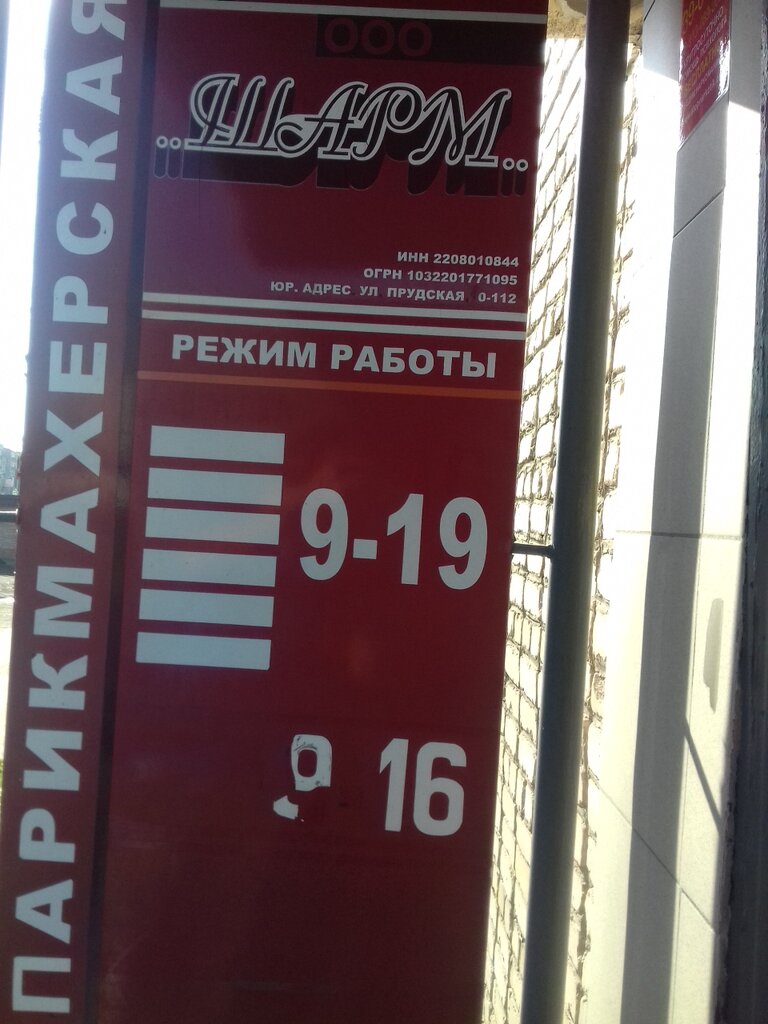 ПАРИКМАХЕРСКАЯ
ООО
„ШАРМ„
ИНН 2208010844
ОГРН 1032201771095
ЮР. АДРЕС УЛ ПРУДСКАЯ 0-112
РЕЖИМ РАБОТЫ
9-19
16